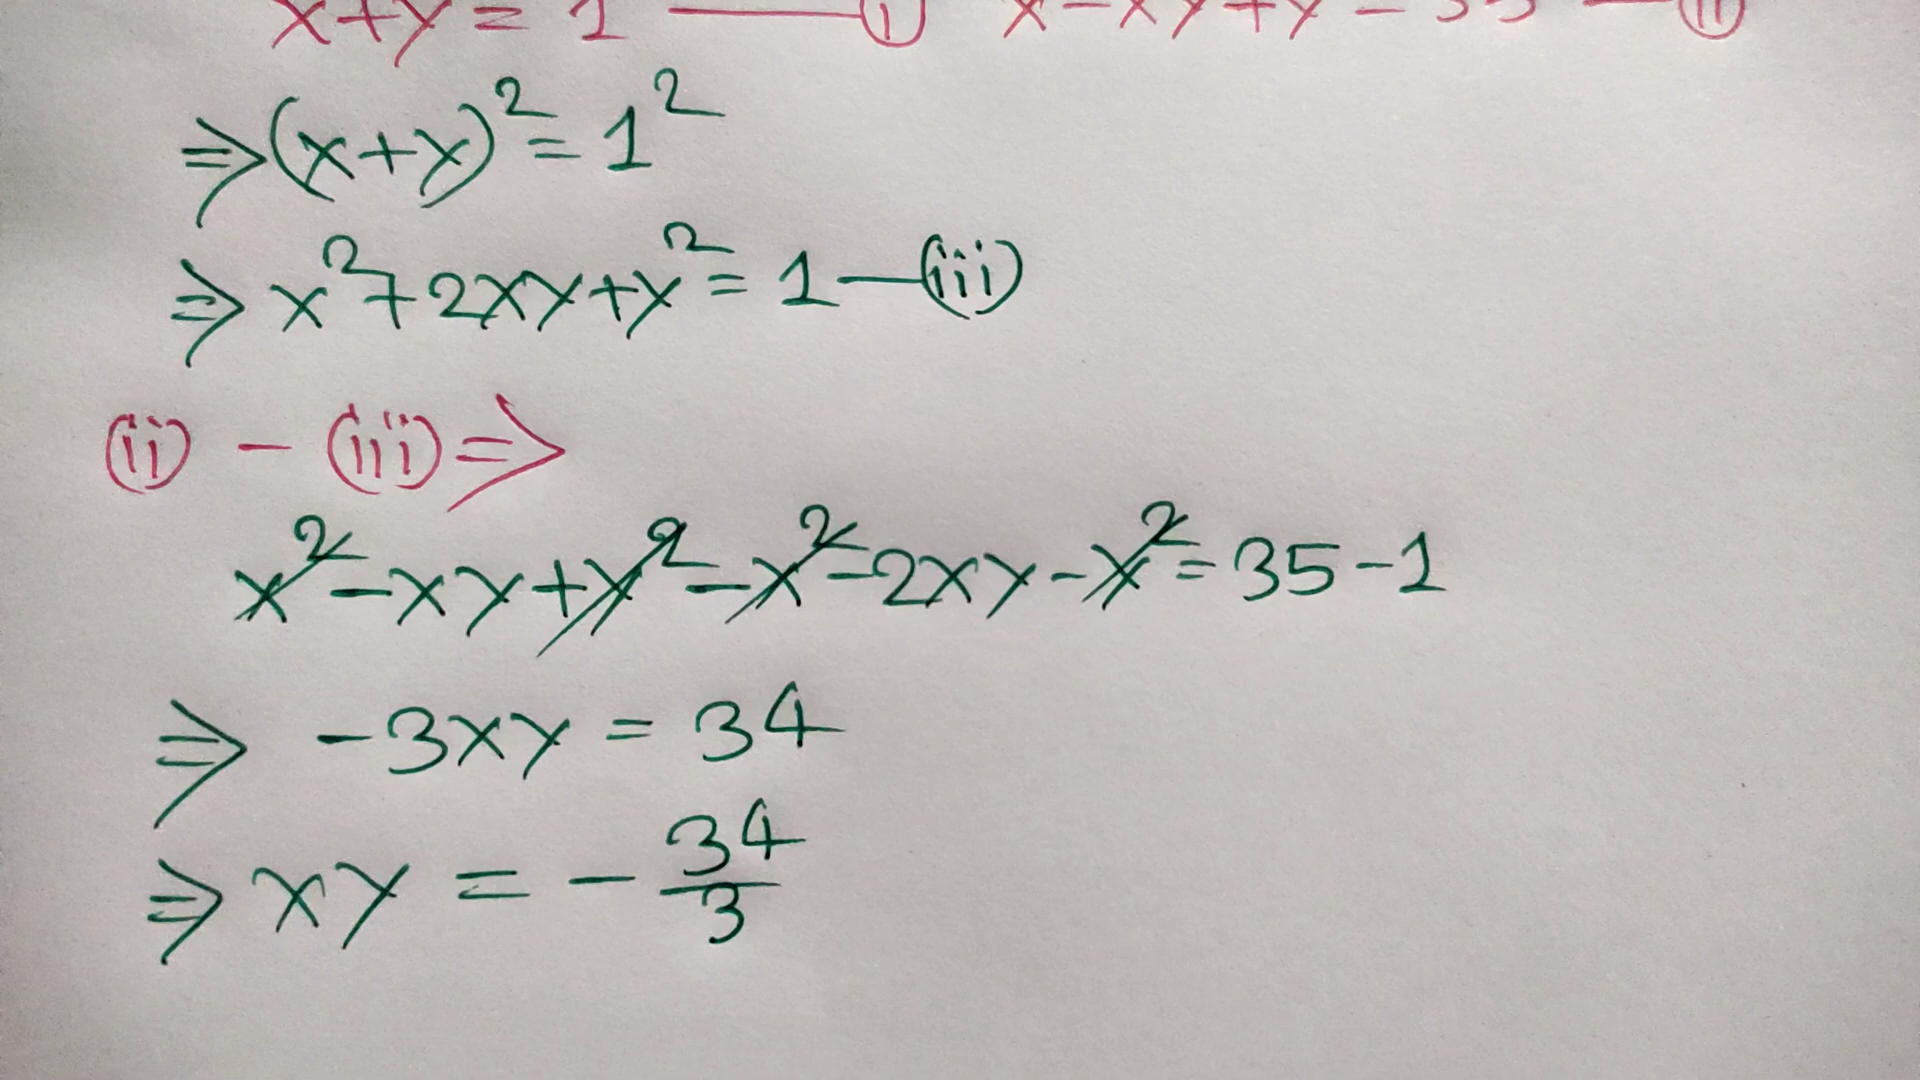 x+y = 1 —— (i) x²-xy+y² = 35 —— (ii)
⇒(x+y)² = 1²
⇒ x²+2xy+y² = 1 — (iii)
(ii) - (iii) ⇒
x²-xy+y²-x²-2xy-y² = 35-1
⇒ -3xy = 34
⇒ xy = - 34/3